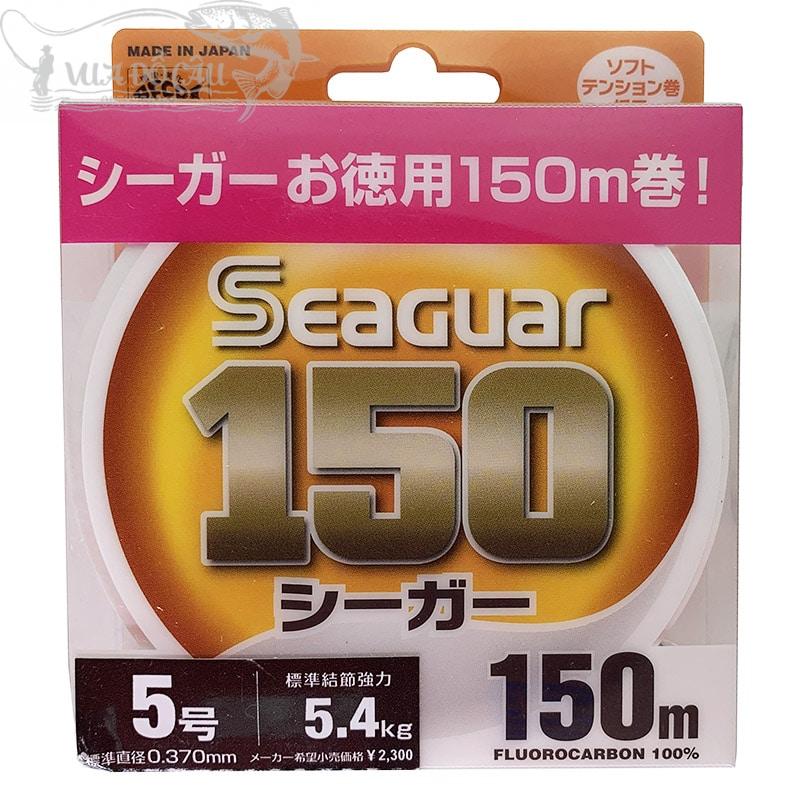 MADE IN JAPAN
VUA ĐỒ CÂU
ソフト
テンション巻
シーガーお徳用150m巻!
Seaguar
150
シーガー
5号
標準直径0.370mm
標準結節強力
5.4kg
メーカー希望小売価格 ¥2,300
150m
FLUOROCARBON 100%